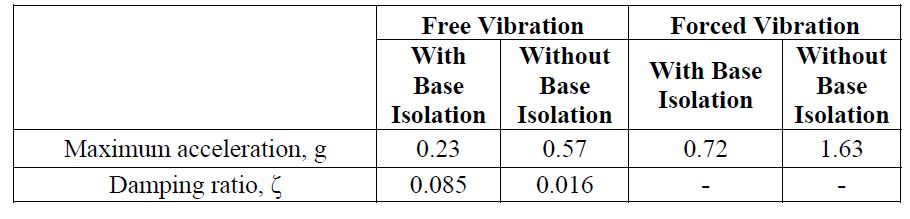 Free Vibration Forced Vibration
With Base Isolation Without Base Isolation With Base Isolation Without Base Isolation
Maximum acceleration, g 0.23 0.57 0.72 1.63
Damping ratio, ζ 0.085 0.016 - -